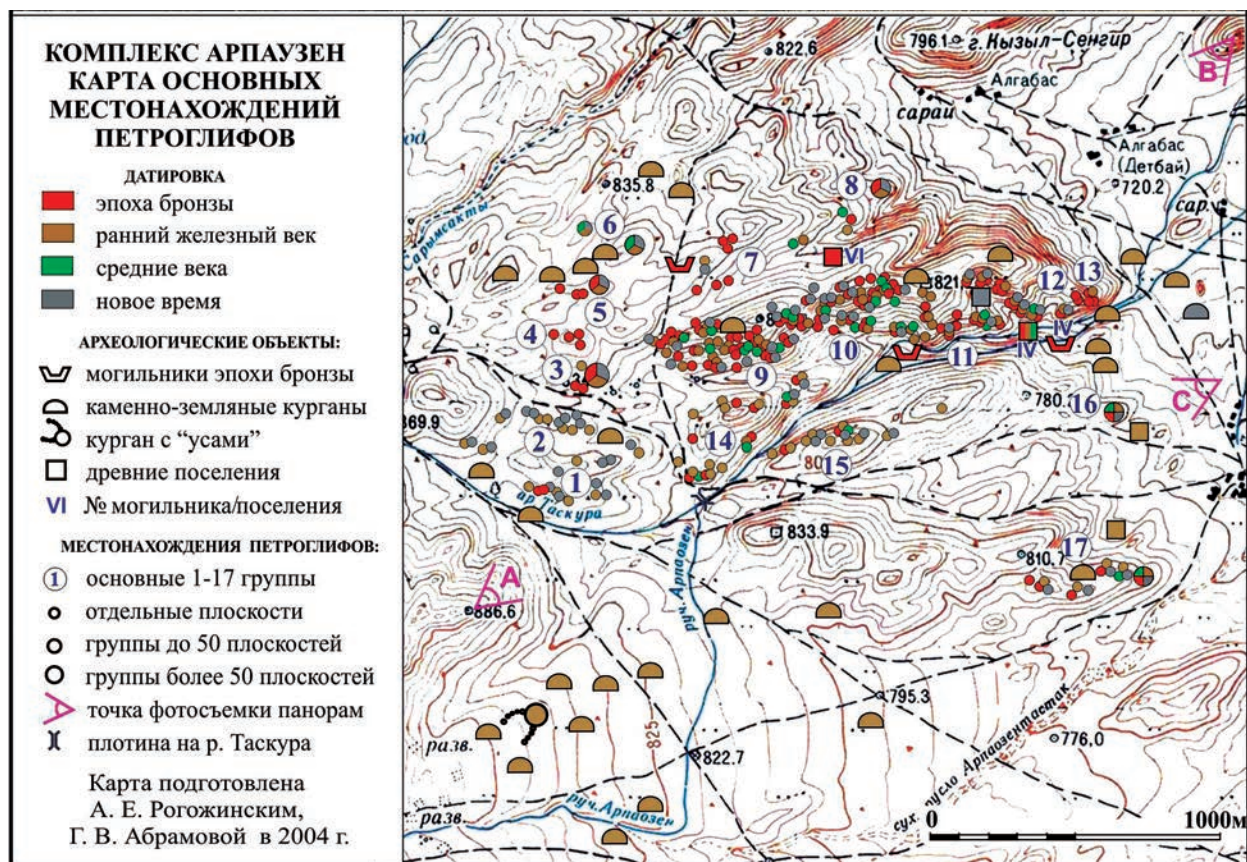 КОМПЛЕКС АРПАУЗЕН
КАРТА ОСНОВНЫХ
МЕСТОНАХОЖДЕНИЙ
ПЕТРОГЛИФОВ
ДАТИРОВКА
эпоха бронзы
ранний железный век
средние века
новое время
АРХЕОЛОГИЧЕСКИЕ ОБЪЕКТЫ:
могильники эпохи бронзы
каменно-земляные курганы
курган с “усами”
древние поселения
VI № могильника/поселения
МЕСТОНАХОЖДЕНИЯ ПЕТРОГЛИФОВ:
1 основные 1-17 группы
отдельные плоскости
группы до 50 плоскостей
группы более 50 плоскостей
точка фотосъемки панорам
плотина на р. Таскура
Карта подготовлена
А. Е. Рогожинским,
Г. В. Абрамовой в 2004 г.
822,6
796.1 г. Кызыл-Сенгир
B
Алгабас
сараи
Алгабас
(Детбай)
720.2
сар.
Сарымсакты
835.8
8
6
7
VI
5
821
12
13
4
IV
IV
10
11
3
9
780.
16
C
869.9
2
14
15
80
1
ар. Таскура
833.9
810.7
17
A
886.6
руч. Арпаозен
795.3
825
776,0
разв.
822.7
русло Арпаозентастак
сух.
разв.
руч. Арпаозен
0 1000м